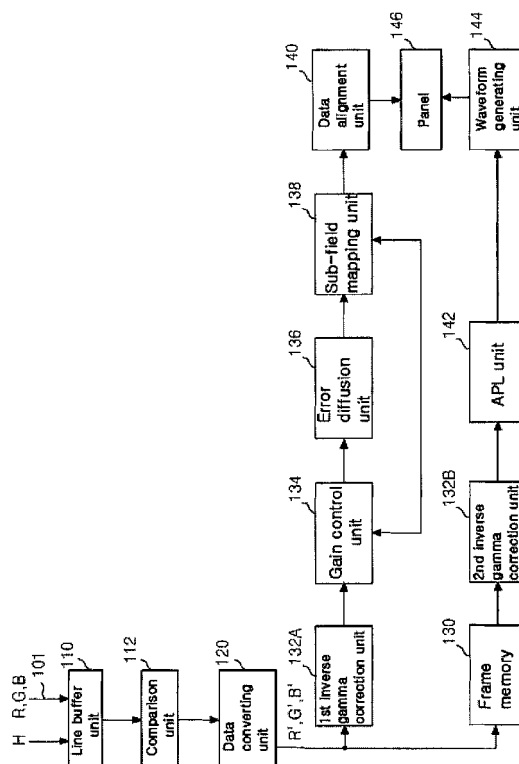 H
R,G,B
101
110
Line buffer
unit
112
Comparison
unit
120
Data
converting
unit
R',G',B'
132A
1st inverse
gamma
correction unit
134
Gain control
unit
136
Error
diffusion
unit
138
Sub-field
mapping unit
140
Data
alignment
unit
146
Panel
144
Waveform
generating
unit
142
APL unit
132B
2nd inverse
gamma
correction unit
130
Frame
memory